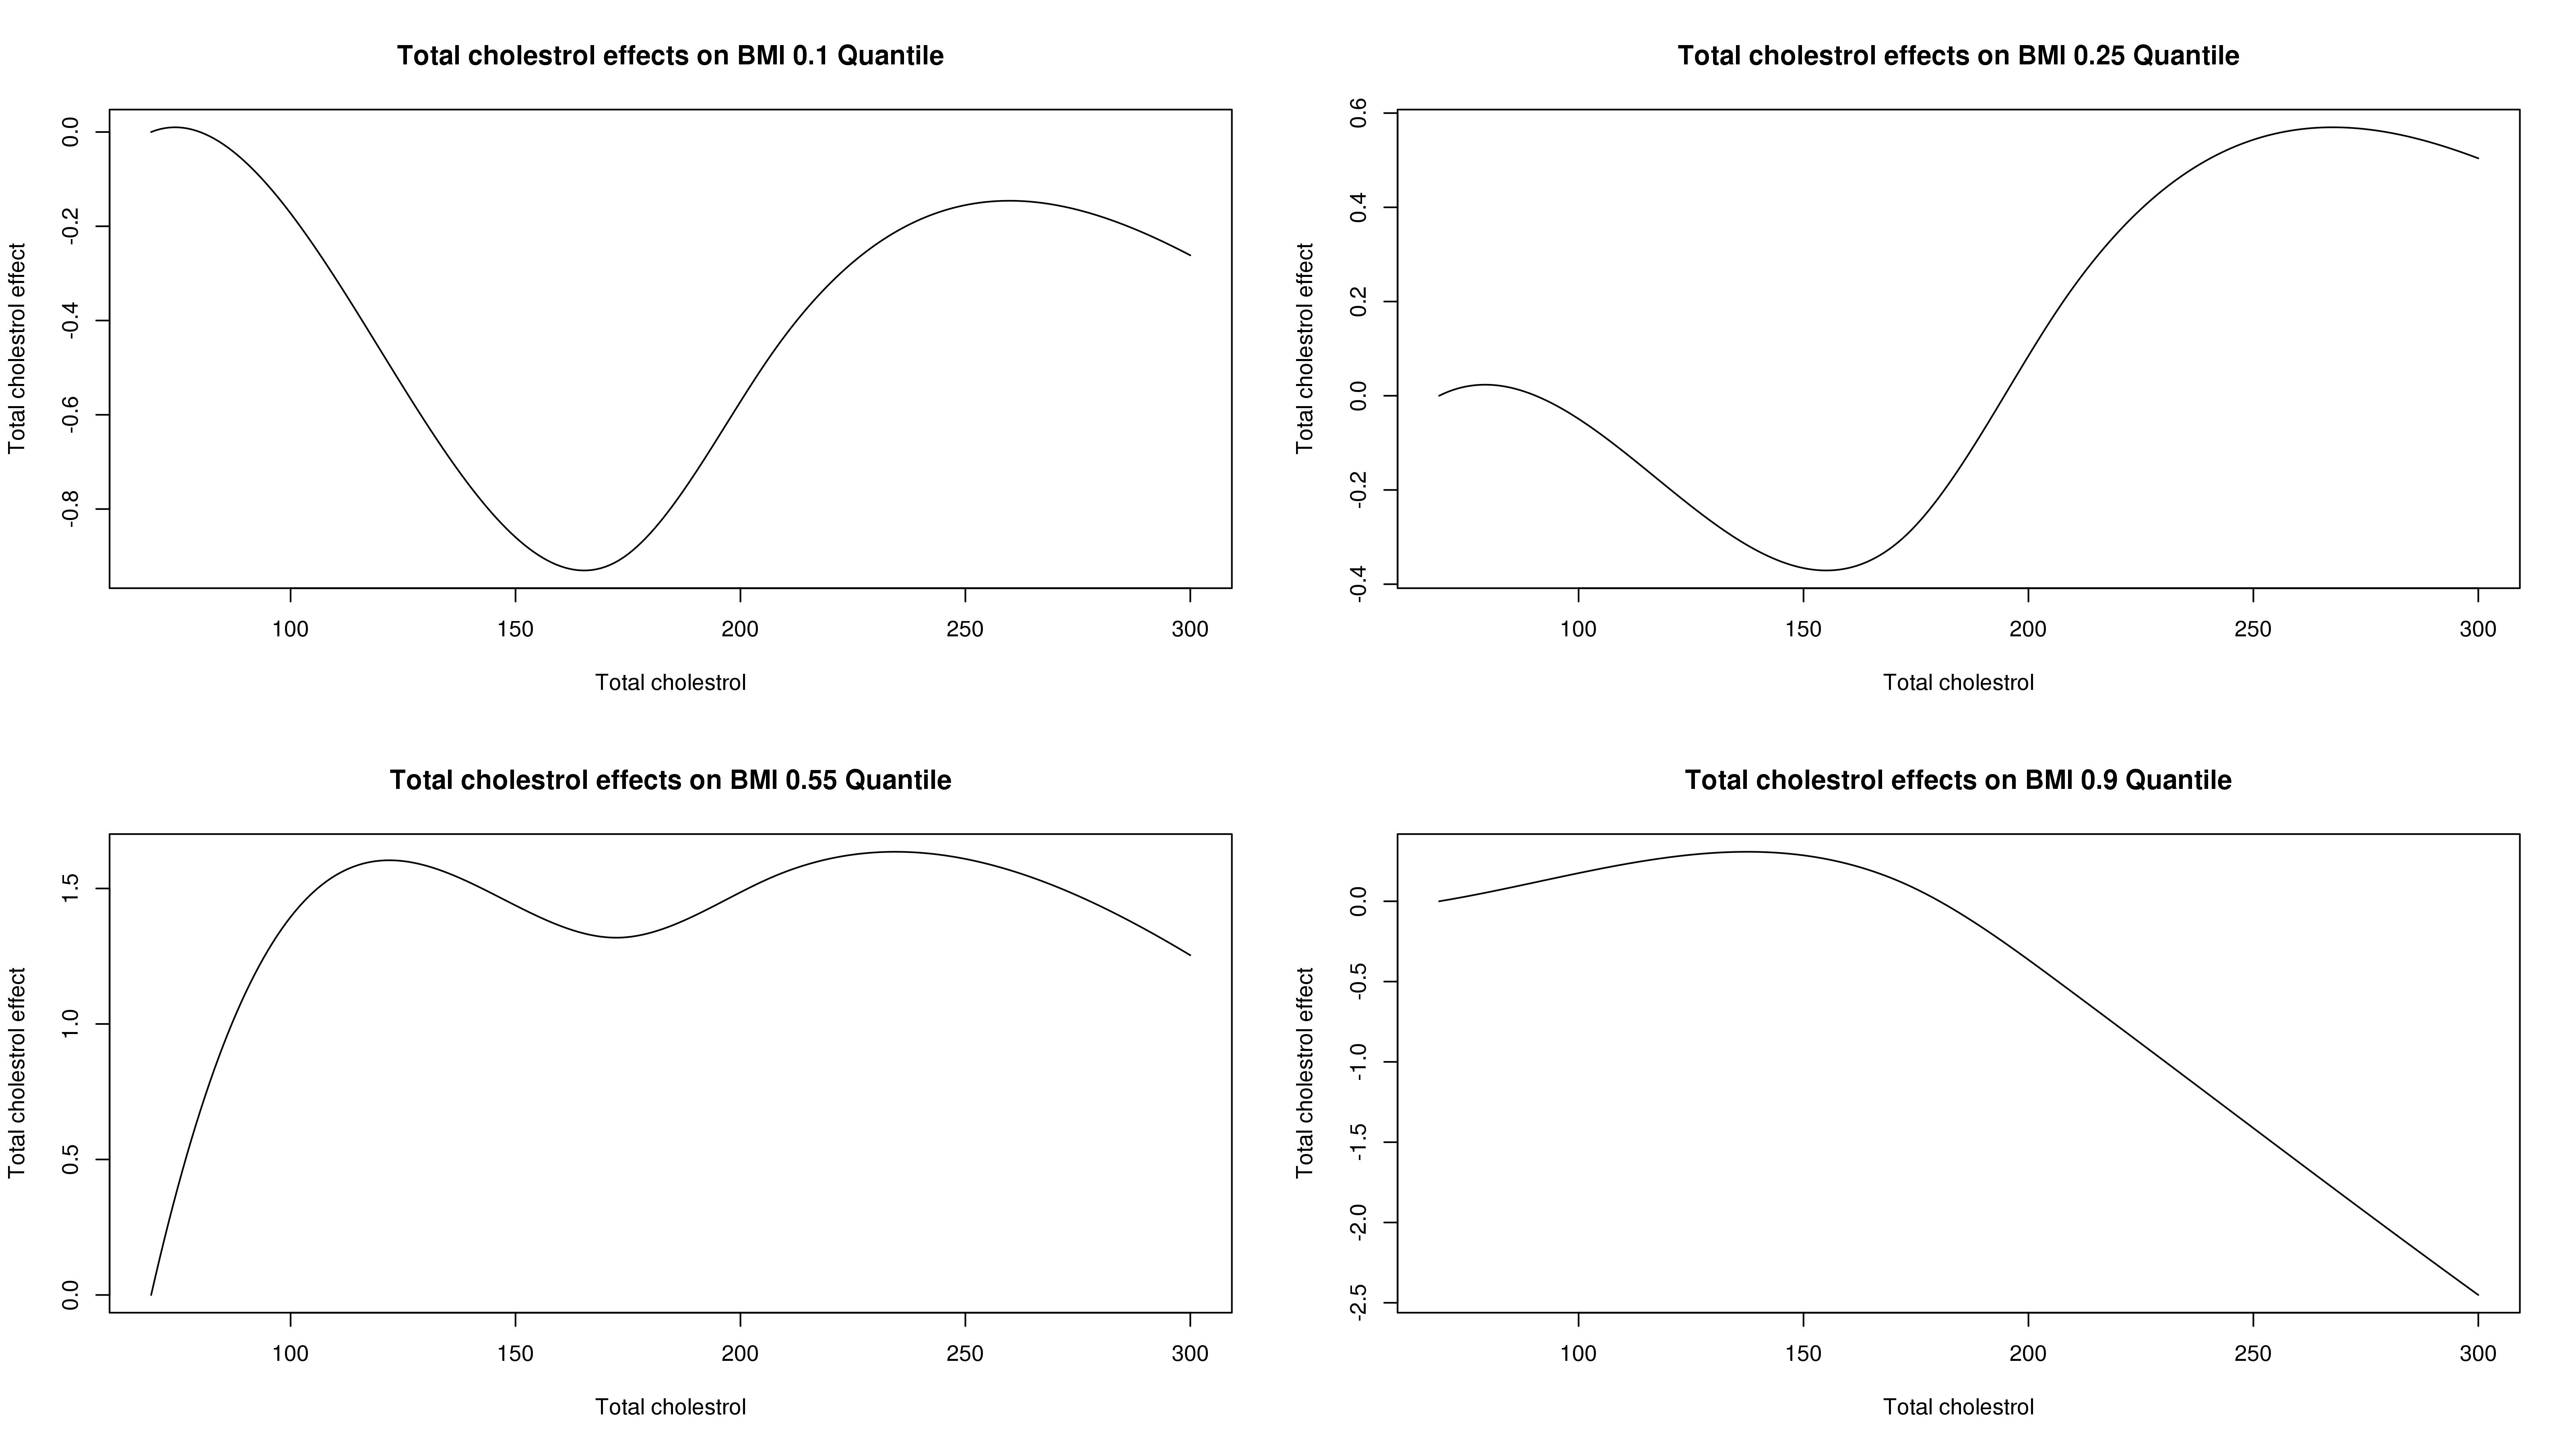 Total cholestrol effects on BMI 0.1 Quantile
Total cholestrol effect
0.0
-0.2
-0.4
-0.6
-0.8
100 150 200 250 300
Total cholestrol
Total cholestrol effects on BMI 0.25 Quantile
Total cholestrol effect
0.6
0.4
0.2
0.0
-0.2
-0.4
100 150 200 250 300
Total cholestrol
Total cholestrol effects on BMI 0.55 Quantile
Total cholestrol effect
1.5
1.0
0.5
0.0
100 150 200 250 300
Total cholestrol
Total cholestrol effects on BMI 0.9 Quantile
Total cholestrol effect
0.0
-0.5
-1.0
-1.5
-2.0
-2.5
100 150 200 250 300
Total cholestrol